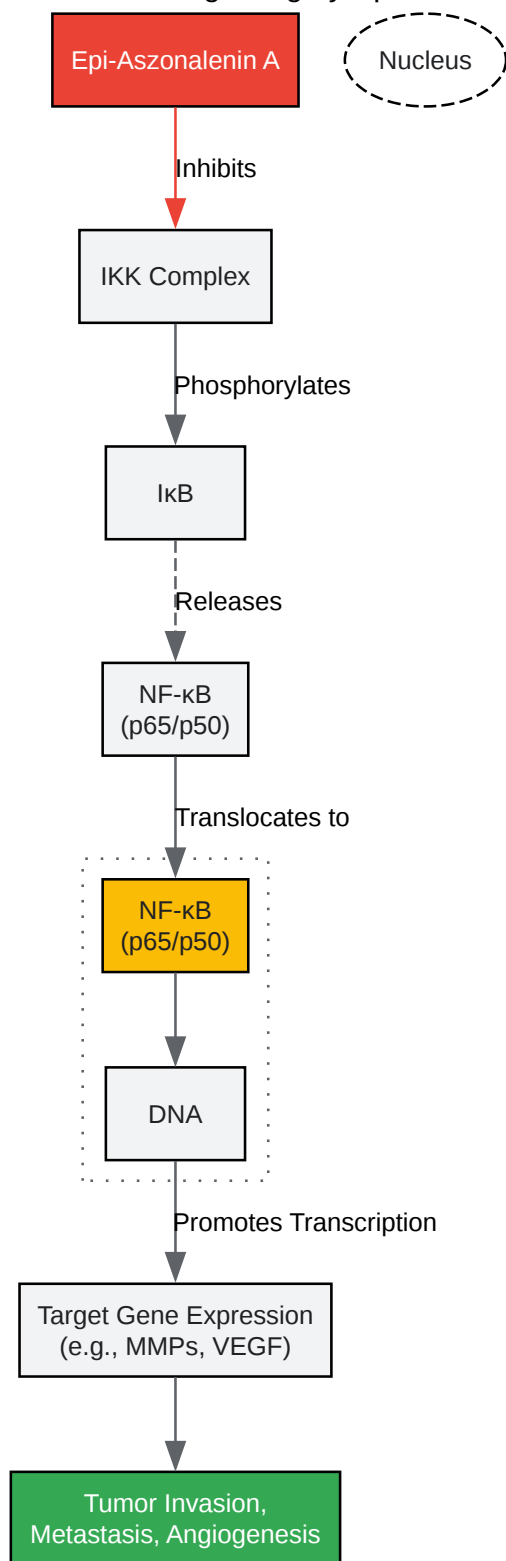 Epi-Aszonalenin A
Nucleus
Inhibits
IKK Complex
Phosphorylates
IκB
Releases
NF-κB
(p65/p50)
Translocates to
NF-κB
(p65/p50)
DNA
Promotes Transcription
Target Gene Expression
(e.g., MMPs, VEGF)
Tumor Invasion,
Metastasis, Angiogenesis